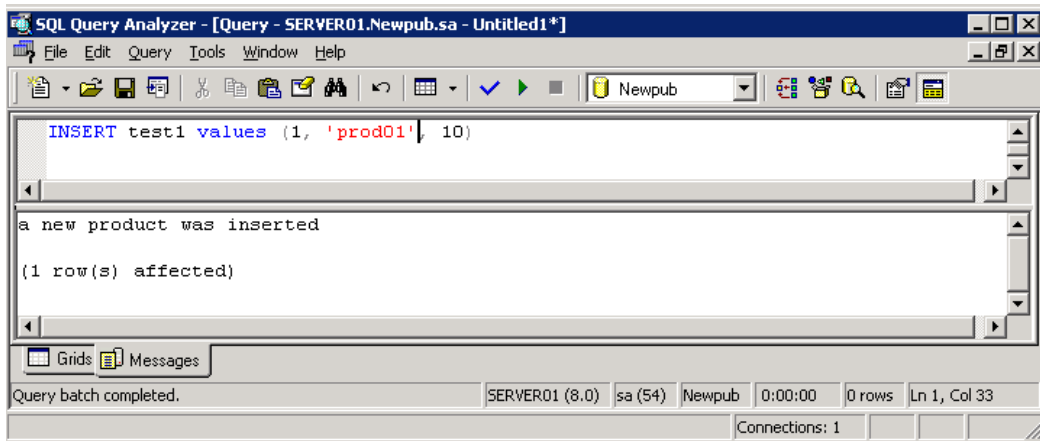 SQL Query Analyzer - [Query - SERVER01.Newpub.sa - Untitled1*]
File Edit Query Tools Window Help
Newpub
INSERT test1 values (1, 'prod01', 10)
a new product was inserted
(1 row(s) affected)
Grids Messages
Query batch completed. SERVER01 (8.0) sa (54) Newpub 0:00:00 0 rows Ln 1, Col 33
Connections: 1